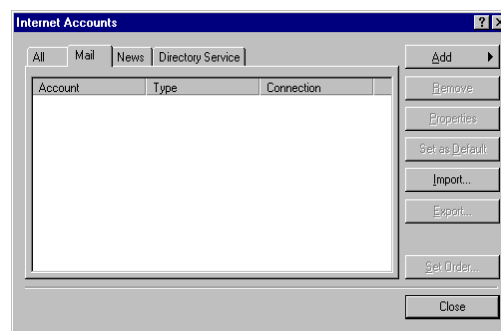 Internet Accounts
All Mail News Directory Service
Account Type Connection
Add
Remove
Properties
Set as Default
Import...
Export...
Set Order...
Close